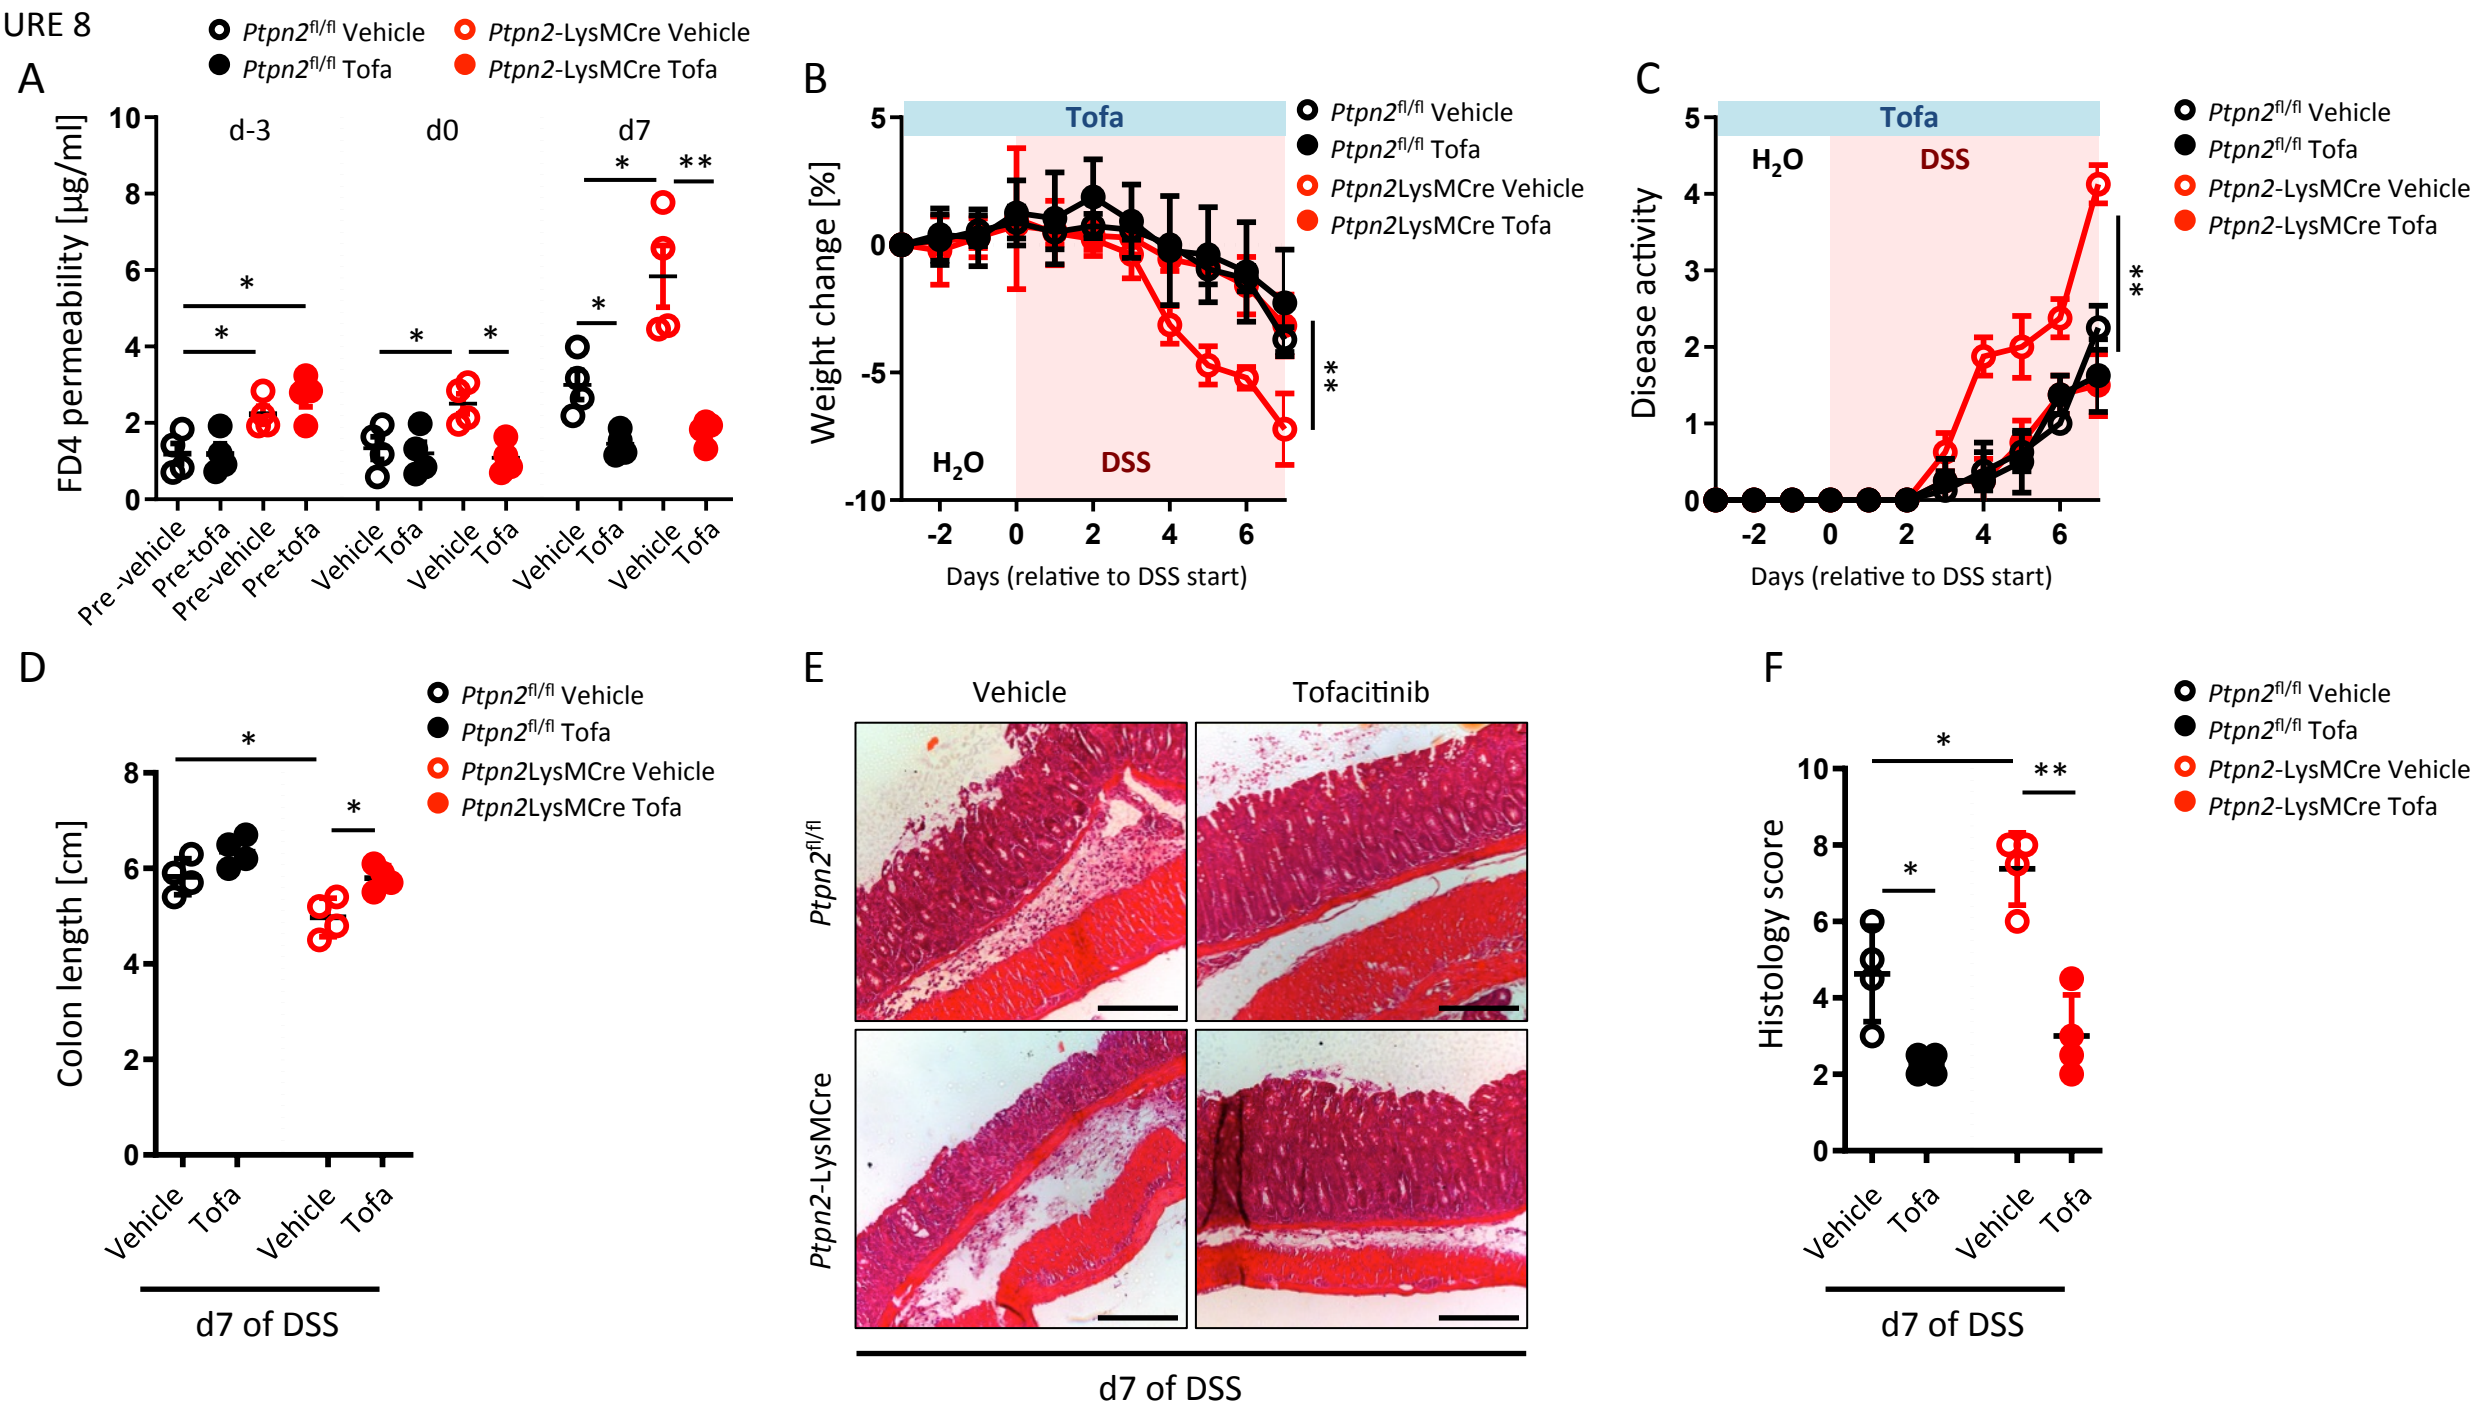 URE 8
Ptpn2fl/fl Vehicle
Ptpn2-LysMCre Vehicle
Ptpn2fl/fl Tofa
Ptpn2-LysMCre Tofa
A
FD4 permeability [µg/ml]
10
8
6
4
2
0
d-3
d0
d7
*
*
*
*
*
*
**
Pre -vehicle
Pre-tofa
Pre-vehicle
Pre-tofa
Vehicle
Tofa
Vehicle
Tofa
Vehicle
Tofa
Vehicle
Tofa
B
Weight change [%]
5
0
-5
-10
Tofa
H2O
DSS
**
-2
0
2
4
6
Days (relative to DSS start)
Ptpn2fl/fl Vehicle
Ptpn2fl/fl Tofa
Ptpn2LysMCre Vehicle
Ptpn2LysMCre Tofa
C
Disease activity
5
4
3
2
1
0
Tofa
H2O
DSS
**
-2
0
2
4
6
Days (relative to DSS start)
Ptpn2fl/fl Vehicle
Ptpn2fl/fl Tofa
Ptpn2-LysMCre Vehicle
Ptpn2-LysMCre Tofa
D
Colon length [cm]
8
6
4
2
0
*
*
Vehicle
Tofa
Vehicle
Tofa
d7 of DSS
Ptpn2fl/fl Vehicle
Ptpn2fl/fl Tofa
Ptpn2LysMCre Vehicle
Ptpn2LysMCre Tofa
E
Vehicle
Tofacitinib
Ptpn2fl/fl
Ptpn2-LysMCre
d7 of DSS
F
Histology score
10
8
6
4
2
0
*
*
**
Vehicle
Tofa
Vehicle
Tofa
d7 of DSS
Ptpn2fl/fl Vehicle
Ptpn2fl/fl Tofa
Ptpn2-LysMCre Vehicle
Ptpn2-LysMCre Tofa